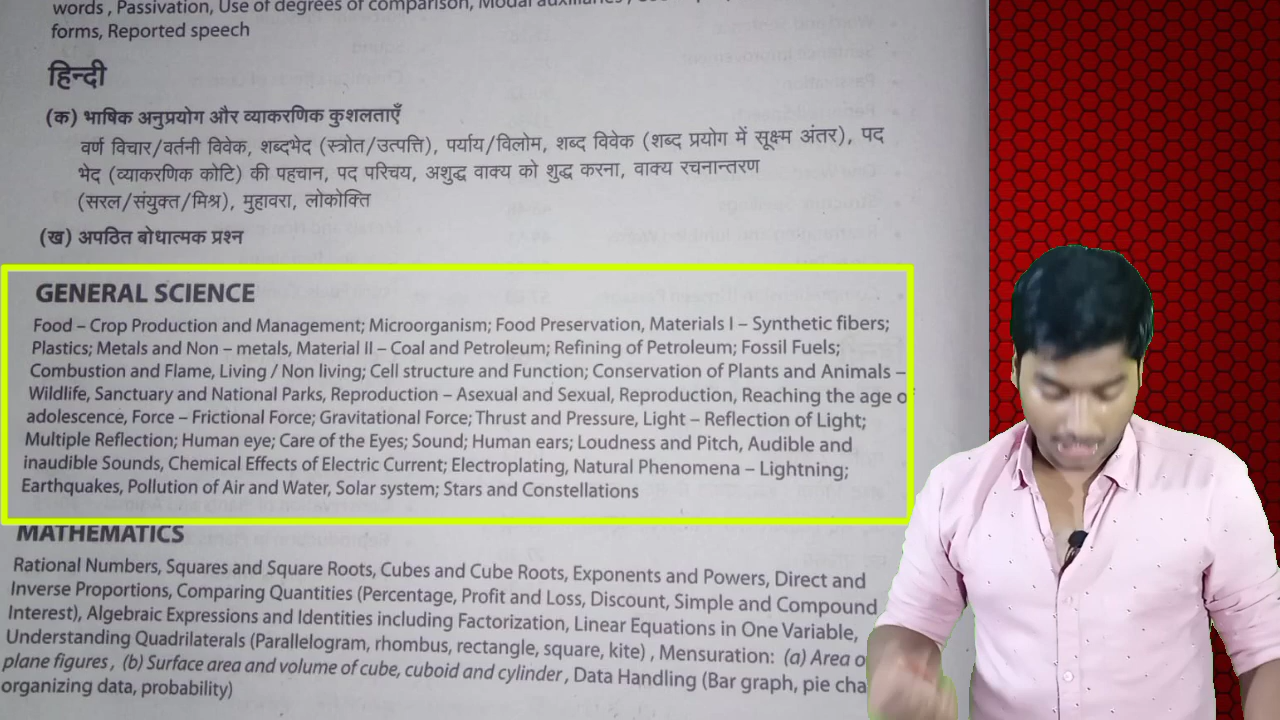 words , Passivation, Use of degrees of comparison, Modal auxiliaries
forms, Reported speech
हिन्दी
(क) भाषिक अनुप्रयोग और व्याकरणिक कुशलताएँ
वर्ण विचार/वर्तनी विवेक, शब्दभेद (स्त्रोत/उत्पत्ति), पर्याय/विलोम, शब्द विवेक (शब्द प्रयोग में सूक्ष्म अंतर), पद
भेद (व्याकरणिक कोटि) की पहचान, पद परिचय, अशुद्ध वाक्य को शुद्ध करना, वाक्य रचनान्तरण
(सरल/संयुक्त/मिश्र), मुहावरा, लोकोक्ति
(ख) अपठित बोधात्मक प्रश्न
GENERAL SCIENCE
Food – Crop Production and Management; Microorganism; Food Preservation, Materials I – Synthetic fibers;
Plastics; Metals and Non – metals, Material II – Coal and Petroleum; Refining of Petroleum; Fossil Fuels;
Combustion and Flame, Living / Non living; Cell structure and Function; Conservation of Plants and Animals –
Wildlife, Sanctuary and National Parks, Reproduction – Asexual and Sexual, Reproduction, Reaching the age of
adolescence, Force – Frictional Force; Gravitational Force; Thrust and Pressure, Light – Reflection of Light;
Multiple Reflection; Human eye; Care of the Eyes; Sound; Human ears; Loudness and Pitch, Audible and
inaudible Sounds, Chemical Effects of Electric Current; Electroplating, Natural Phenomena – Lightning;
Earthquakes, Pollution of Air and Water, Solar system; Stars and Constellations
MATHEMATICS
Rational Numbers, Squares and Square Roots, Cubes and Cube Roots, Exponents and Powers, Direct and
Inverse Proportions, Comparing Quantities (Percentage, Profit and Loss, Discount, Simple and Compound
Interest), Algebraic Expressions and Identities including Factorization, Linear Equations in One Variable,
Understanding Quadrilaterals (Parallelogram, rhombus, rectangle, square, kite) , Mensuration: (a) Area
plane figures , (b) Surface area and volume of cube, cuboid and cylinder , Data Handling (Bar graph, pie
organizing data, probability)